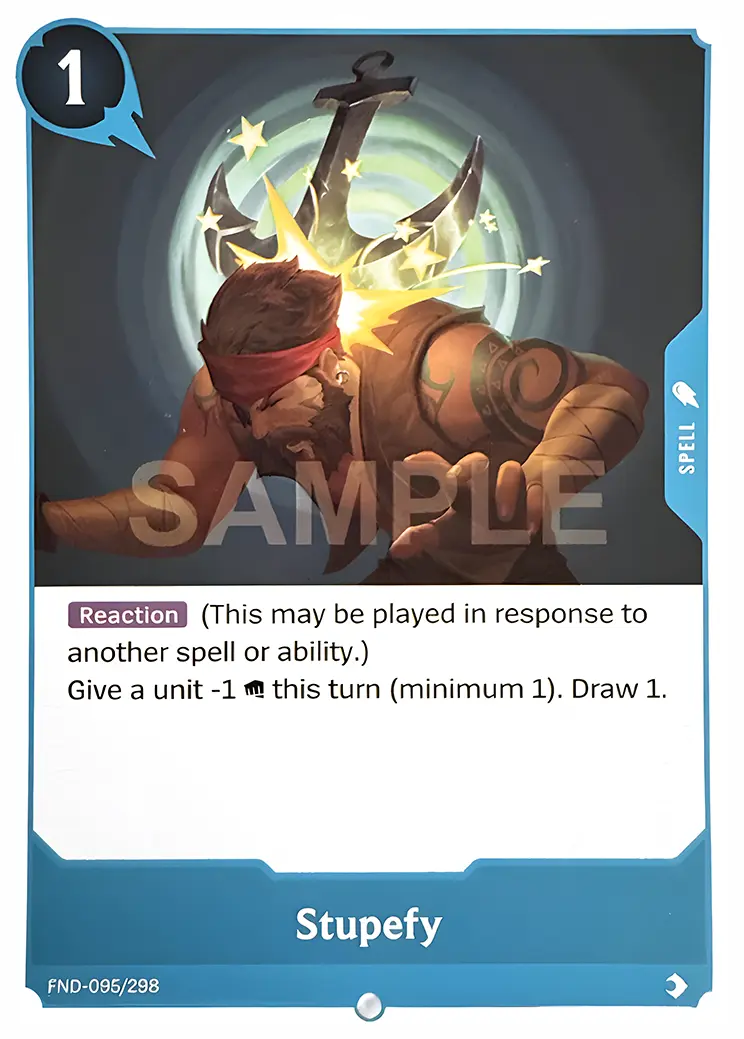 1
SPELL
SAMPLE
Reaction (This may be played in response to
another spell or ability.)
Give a unit -1 this turn (minimum 1). Draw 1.
Stupefy
FND-095/298